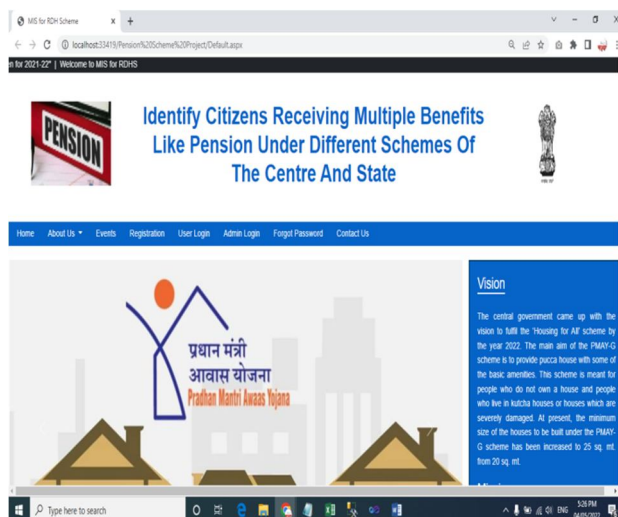 MIS for RDH Scheme
localhost:33419/Pension%20Scheme%20Project/Default.aspx
n for 2021-22" | Welcome to MIS for RDHS
PENSION
Identify Citizens Receiving Multiple Benefits
Like Pension Under Different Schemes Of
The Centre And State
Home About Us Events Registration User Login Admin Login Forgot Password Contact Us
प्रधान मंत्री
आवास योजना
Pradhan Mantri Awaas Yojana
Vision
The central government came up with the
vision to fulfil the 'Housing for All' scheme by
the year 2022. The main aim of the PMAY-G
scheme is to provide pucca house with some of
the basic amenities. This scheme is meant for
people who do not own a house and people
who live in kutcha houses or houses which are
severely damaged. At present, the minimum
size of the houses to be built under the PMAY-
G scheme has been increased to 25 sq. mt.
from 20 sq. mt.
Type here to search
ENG
5:26 PM
04/05/2022